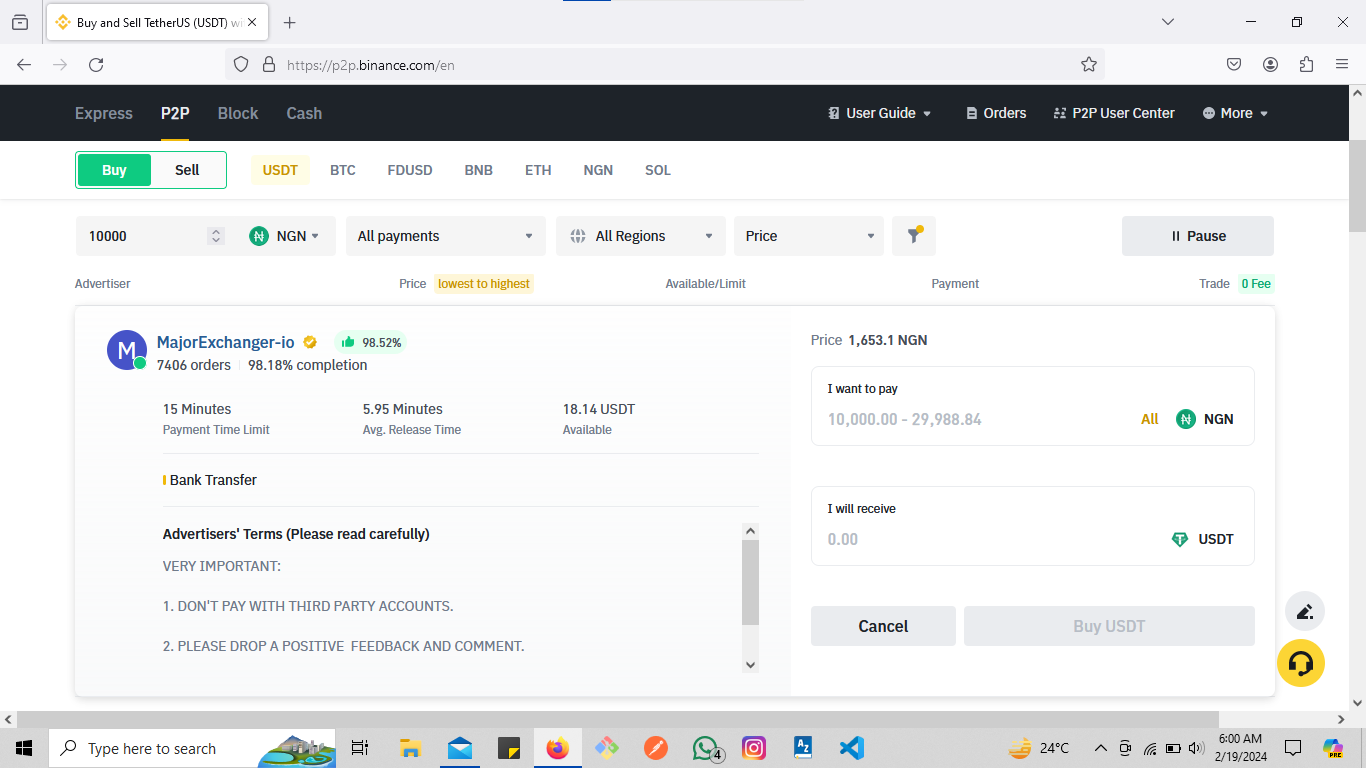 Buy and Sell TetherUS (USDT) wi
https://p2p.binance.com/en
Express P2P Block Cash User Guide Orders P2P User Center More
Buy Sell USDT BTC FDUSD BNB ETH NGN SOL
10000 NGN All payments All Regions Price Pause
Advertiser Price lowest to highest Available/Limit Payment Trade 0 Fee
M MajorExchanger-io 98.52%
7406 orders 98.18% completion
15 Minutes 5.95 Minutes 18.14 USDT
Payment Time Limit Avg. Release Time Available
Bank Transfer
Advertisers' Terms (Please read carefully)
VERY IMPORTANT:
1. DON'T PAY WITH THIRD PARTY ACCOUNTS.
2. PLEASE DROP A POSITIVE FEEDBACK AND COMMENT.
Price 1,653.1 NGN
I want to pay
10,000.00 - 29,988.84 All NGN
I will receive
0.00 USDT
Cancel Buy USDT
Type here to search 4 24°C 6:00 AM
2/19/2024
PRE